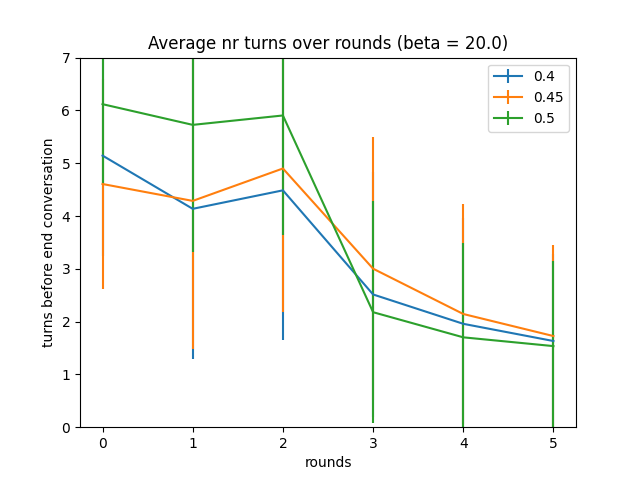 Average nr turns over rounds (beta = 20.0)
7
6
5
4
3
2
1
0
turns before end conversation
0.4
0.45
0.5
0 1 2 3 4 5
rounds